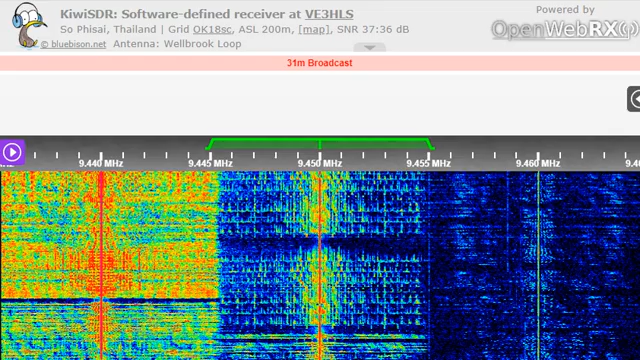 KiwiSDR: Software-defined receiver at VE3HLS
Powered by
So Phisai, Thailand | Grid OK18sc, ASL 200m, [map], SNR 37:36 dB
OpenWebRX
© bluebison.net Antenna: Wellbrook Loop
31m Broadcast
9.440 MHz 9.445 MHz 9.450 MHz 9.455 MHz 9.460 MHz